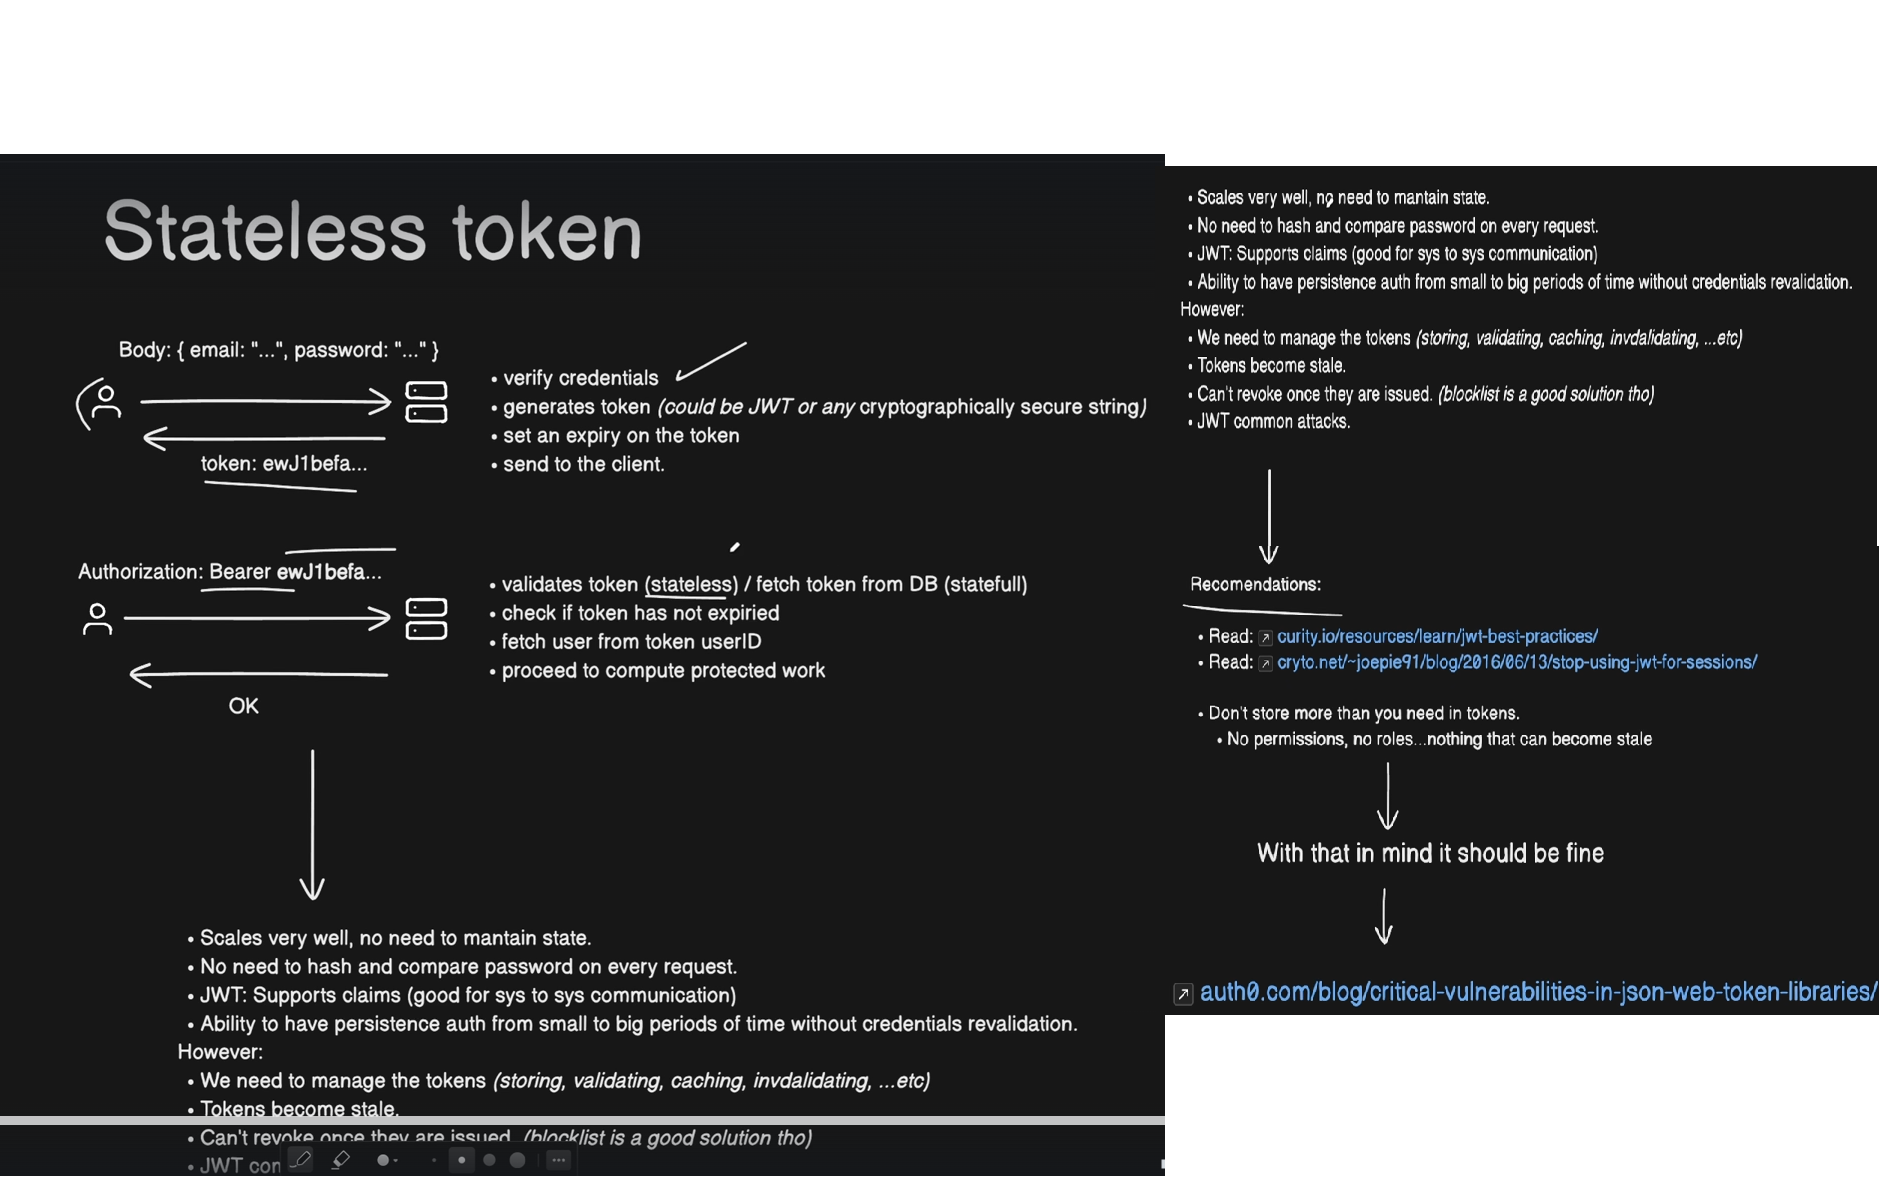 Stateless token
Body: { email: "...", password: "..." }
token: ewJ1befa...
• verify credentials
• generates token (could be JWT or any cryptographically secure string)
• set an expiry on the token
• send to the client.
Authorization: Bearer ewJ1befa...
OK
• validates token (stateless) / fetch token from DB (statefull)
• check if token has not expiried
• fetch user from token userID
• proceed to compute protected work
• Scales very well, no need to mantain state.
• No need to hash and compare password on every request.
• JWT: Supports claims (good for sys to sys communication)
• Ability to have persistence auth from small to big periods of time without credentials revalidation.
However:
• We need to manage the tokens (storing, validating, caching, invdalidating, ...etc)
• Tokens become stale.
• Can't revoke once they are issued. (blocklist is a good solution tho)
• JWT con
• Scales very well, no need to mantain state.
• No need to hash and compare password on every request.
• JWT: Supports claims (good for sys to sys communication)
• Ability to have persistence auth from small to big periods of time without credentials revalidation.
However:
• We need to manage the tokens (storing, validating, caching, invdalidating, ...etc)
• Tokens become stale.
• Can't revoke once they are issued. (blocklist is a good solution tho)
• JWT common attacks.
Recomendations:
• Read: curity.io/resources/learn/jwt-best-practices/
• Read: cryto.net/~joepie91/blog/2016/06/13/stop-using-jwt-for-sessions/
• Don't store more than you need in tokens.
• No permissions, no roles...nothing that can become stale
With that in mind it should be fine
auth0.com/blog/critical-vulnerabilities-in-json-web-token-libraries/